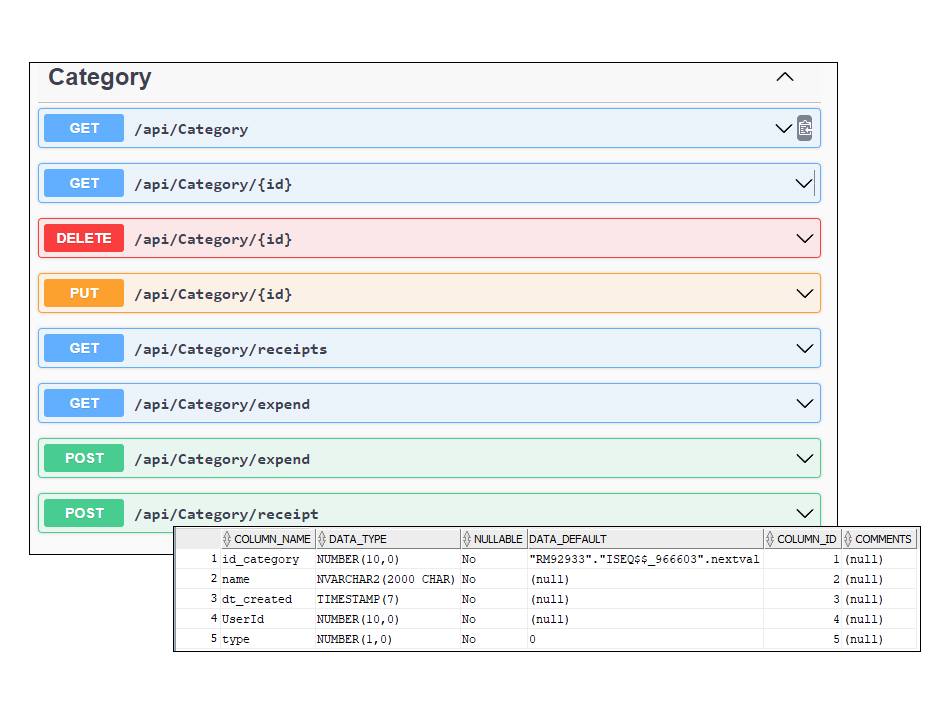 Category
GET /api/Category
GET /api/Category/{id}
DELETE /api/Category/{id}
PUT /api/Category/{id}
GET /api/Category/receipts
GET /api/Category/expend
POST /api/Category/expend
POST /api/Category/receipt
COLUMN_NAME DATA_TYPE NULLABLE DATA_DEFAULT COLUMN_ID COMMENTS
1 id_category NUMBER(10,0) No "RM92933"."ISEQ$$_966603".nextval 1 (null)
2 name NVARCHAR2(2000 CHAR) No (null) 2 (null)
3 dt_created TIMESTAMP(7) No (null) 3 (null)
4 UserId NUMBER(10,0) No (null) 4 (null)
5 type NUMBER(1,0) No 0 5 (null)